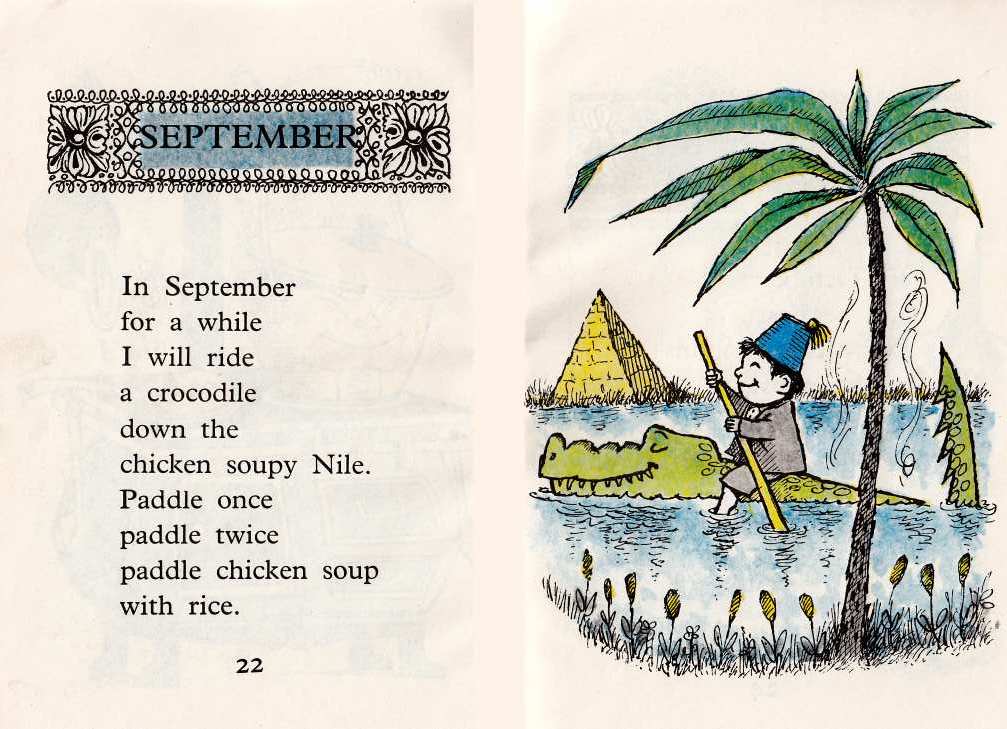 SEPTEMBER
In September
for a while
I will ride
a crocodile
down the
chicken soupy Nile.
Paddle once
paddle twice
paddle chicken soup
with rice.
22